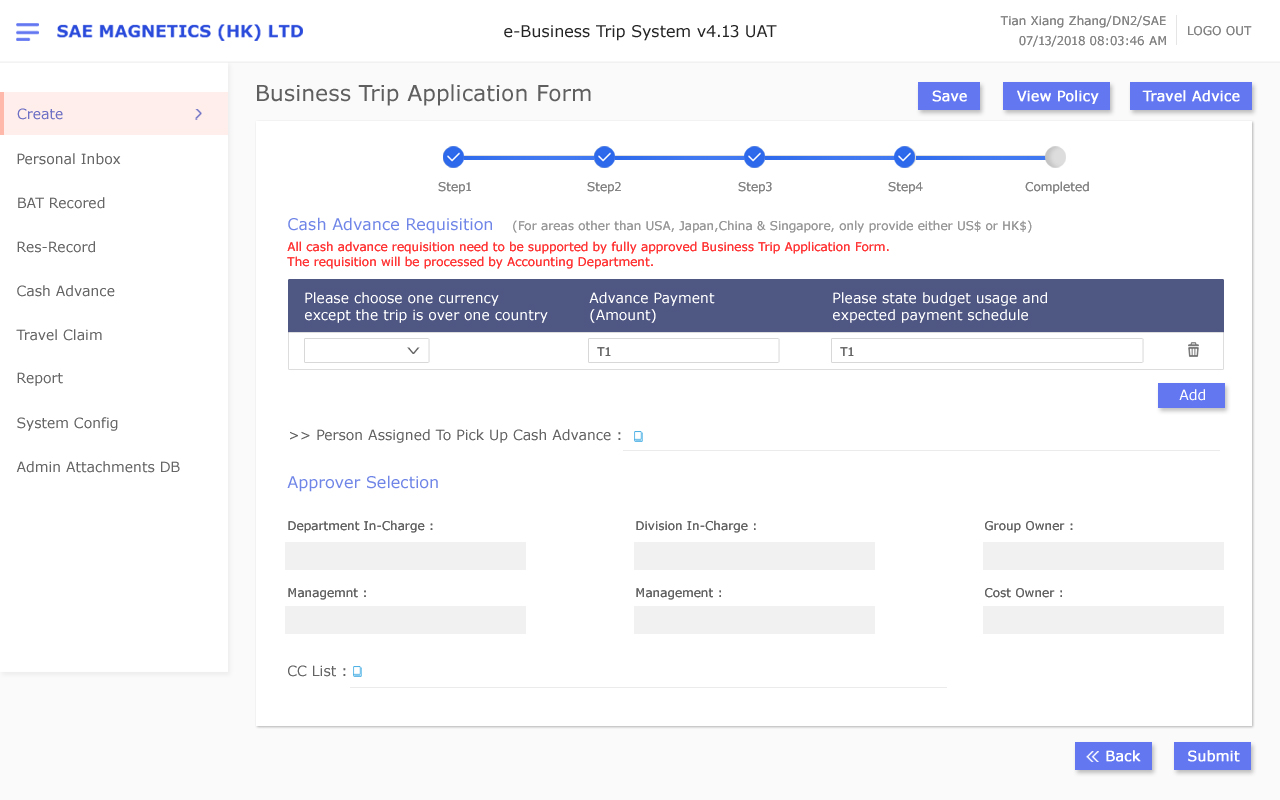 SAE MAGNETICS (HK) LTD
e-Business Trip System v4.13 UAT
Tian Xiang Zhang/DN2/SAE
07/13/2018 08:03:46 AM
LOGO OUT
Create
Personal Inbox
BAT Recored
Res-Record
Cash Advance
Travel Claim
Report
System Config
Admin Attachments DB
Business Trip Application Form
Save
View Policy
Travel Advice
Step1
Step2
Step3
Step4
Completed
Cash Advance Requisition (For areas other than USA, Japan,China & Singapore, only provide either US$ or HK$)
All cash advance requisition need to be supported by fully approved Business Trip Application Form.
The requisition will be processed by Accounting Department.
Please choose one currency
except the trip is over one country
Advance Payment
(Amount)
Please state budget usage and
expected payment schedule
T1
T1
Add
>> Person Assigned To Pick Up Cash Advance :
Approver Selection
Department In-Charge :
Division In-Charge :
Group Owner :
Managemnt :
Management :
Cost Owner :
CC List :
Back
Submit